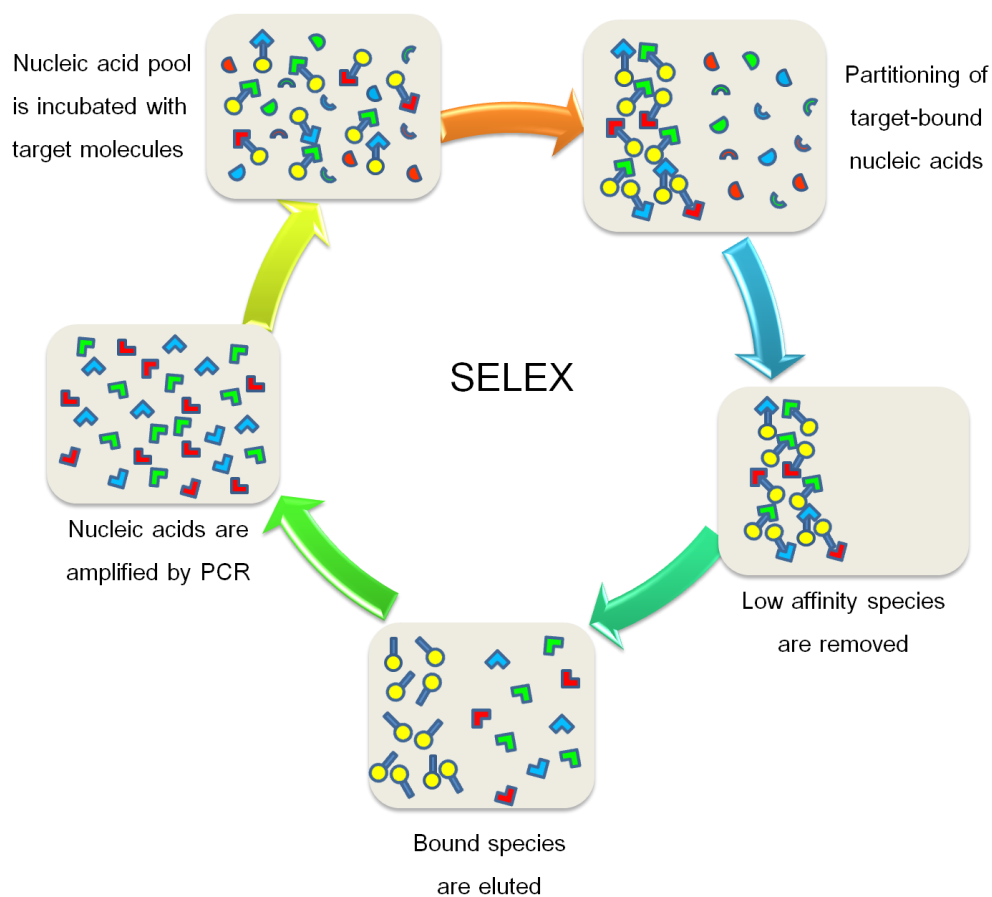 Nucleic acid pool
is incubated with
target molecules
Partitioning of
target-bound
nucleic acids
SELEX
Low affinity species
are removed
Bound species
are eluted
Nucleic acids are
amplified by PCR